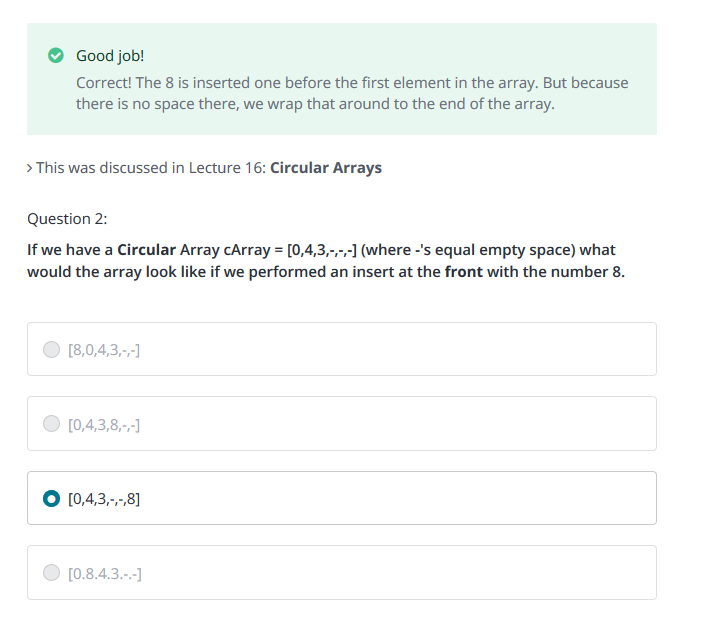 Good job!
Correct! The 8 is inserted one before the first element in the array. But because
there is no space there, we wrap that around to the end of the array.
> This was discussed in Lecture 16: Circular Arrays
Question 2:
If we have a Circular Array cArray = [0,4,3,-,-,-] (where -'s equal empty space) what
would the array look like if we performed an insert at the front with the number 8.
[8,0,4,3,-,-]
[0,4,3,8,-,-]
[0,4,3,-,-,8]
[0.8.4.3.-.-]